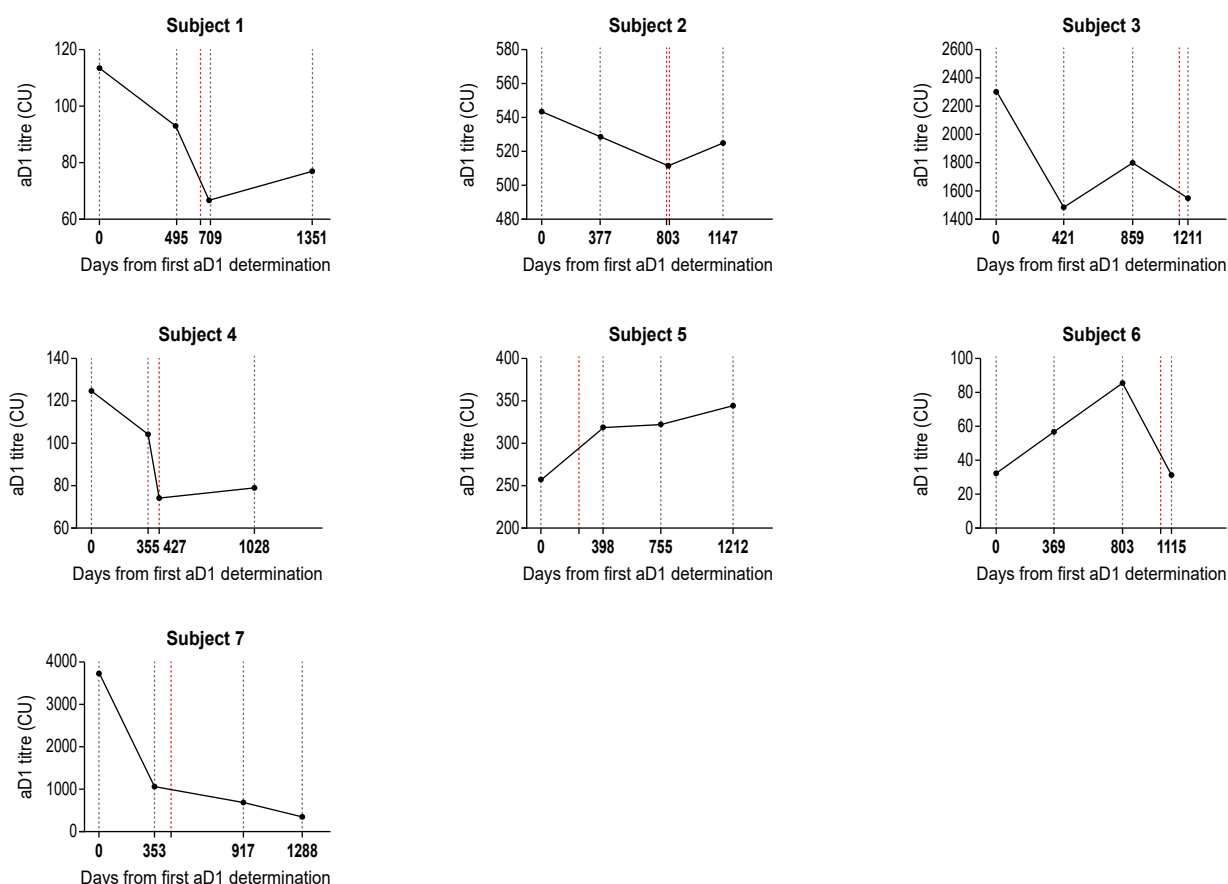 Subject 1
120
100
80
60
aD1 titre (CU)
0 495 709 1351
Days from first aD1 determination
Subject 2
580
560
540
520
500
480
aD1 titre (CU)
0 377 803 1147
Days from first aD1 determination
Subject 3
2600
2400
2200
2000
1800
1600
1400
aD1 titre (CU)
0 421 859 1211
Days from first aD1 determination
Subject 4
140
120
100
80
60
aD1 titre (CU)
0 355 427 1028
Days from first aD1 determination
Subject 5
400
350
300
250
200
aD1 titre (CU)
0 398 755 1212
Days from first aD1 determination
Subject 6
100
80
60
40
20
0
aD1 titre (CU)
0 369 803 1115
Days from first aD1 determination
Subject 7
4000
3000
2000
1000
0
aD1 titre (CU)
0 353 917 1288
Days from first aD1 determination